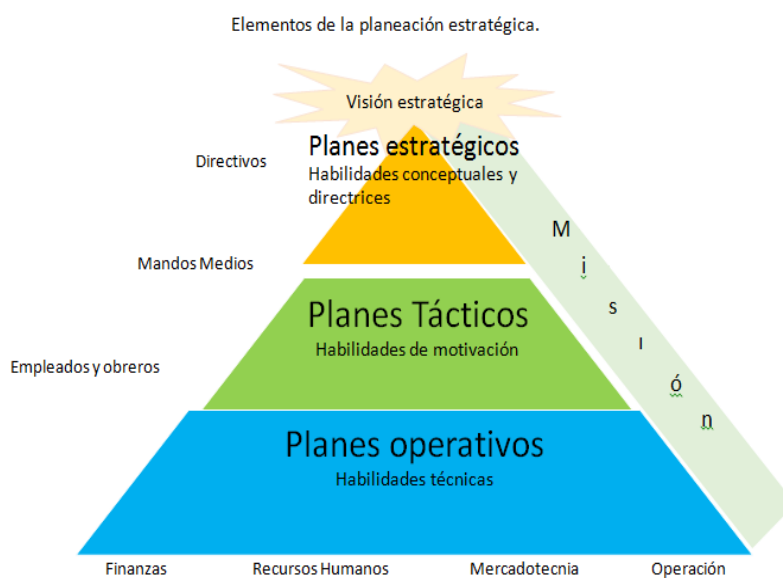 Elementos de la planeación estratégica.
Visión estratégica
Planes estratégicos
Directivos
Habilidades conceptuales y
directrices
Misión
Mandos Medios
Planes Tácticos
Habilidades de motivación
Empleados y obreros
Planes operativos
Habilidades técnicas
Finanzas
Recursos Humanos
Mercadotecnia
Operación